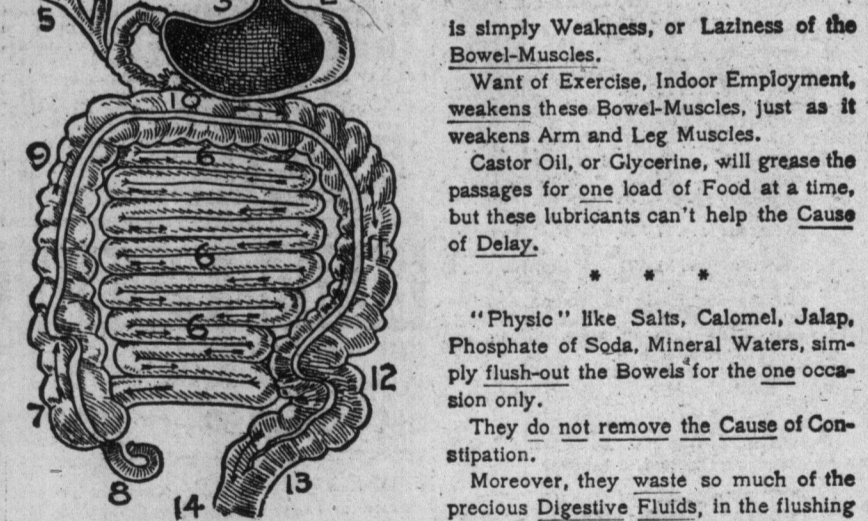 5
3
2
10
9
6
6
11
6
12
7
8
13
14
is simply Weakness, or Laziness of the
Bowel-Muscles.
Want of Exercise, Indoor Employment,
weakens these Bowel-Muscles, just as it
weakens Arm and Leg Muscles.
Castor Oil, or Glycerine, will grease the
passages for one load of Food at a time,
but these lubricants can't help the Cause
of Delay.
* * *
"Physic" like Salts, Calomel, Jalap,
Phosphate of Soda, Mineral Waters, sim-
ply flush-out the Bowels for the one occa-
sion only.
They do not remove the Cause of Con-
stipation.
Moreover, they waste so much of the
precious Digestive Fluids, in the flushing